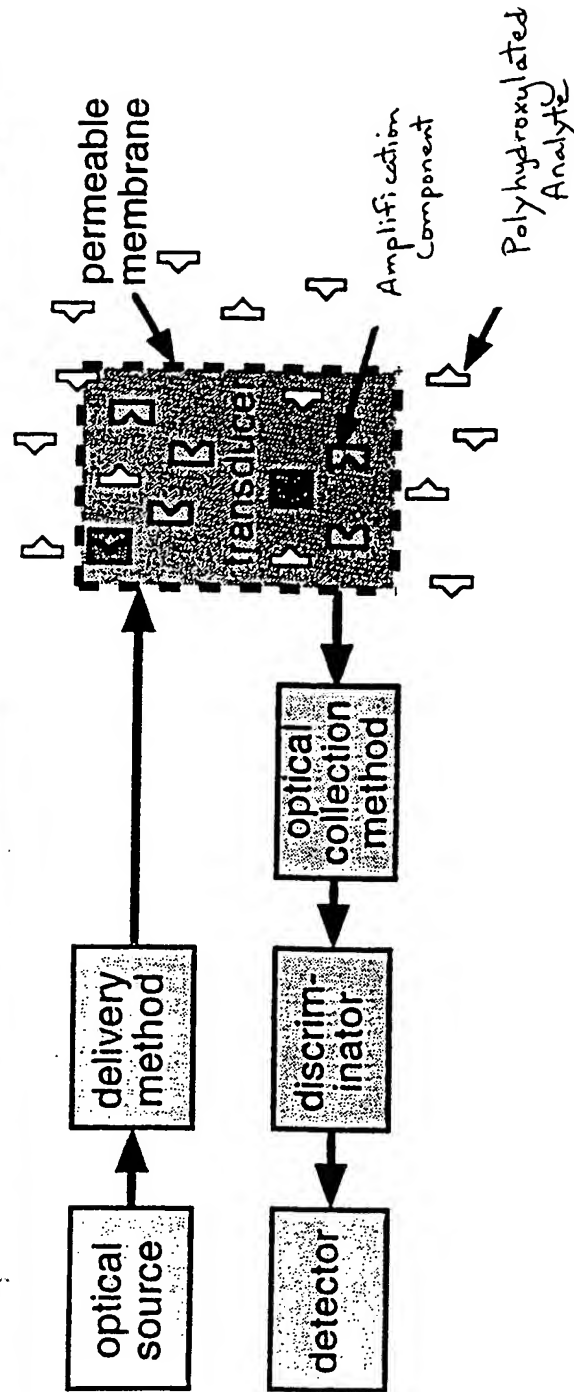 optical
source
delivery
method
permeable
membrane
transducer
Amplification
Component
Polyhydroxylated
Analyte
optical
collection
method
discrim-
inator
detector